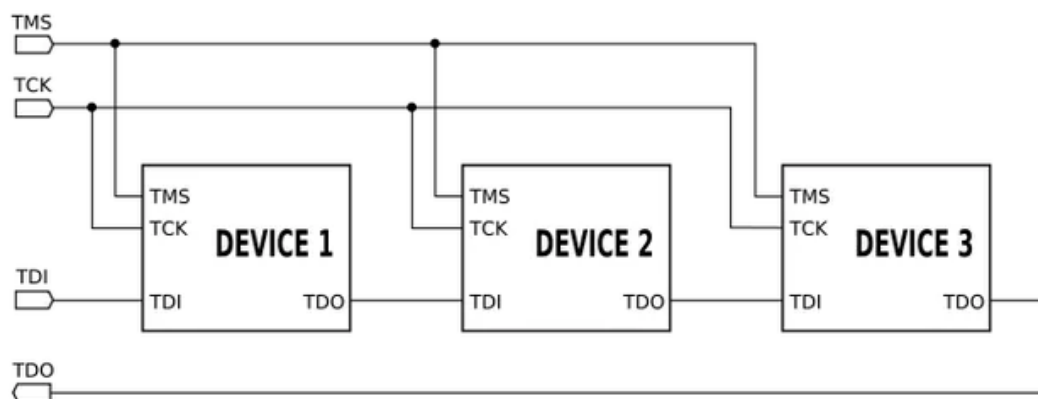 TMS
TCK
TMS
TCK
DEVICE 1
TDI
TDO
TMS
TCK
DEVICE 2
TDI
TDO
TMS
TCK
DEVICE 3
TDI
TDO
TDI
TDO